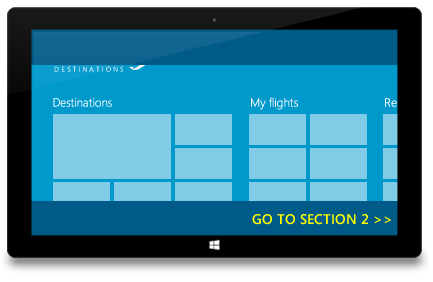 DESTINATIONS
Destinations
My flights
Re
GO TO SECTION 2 >>